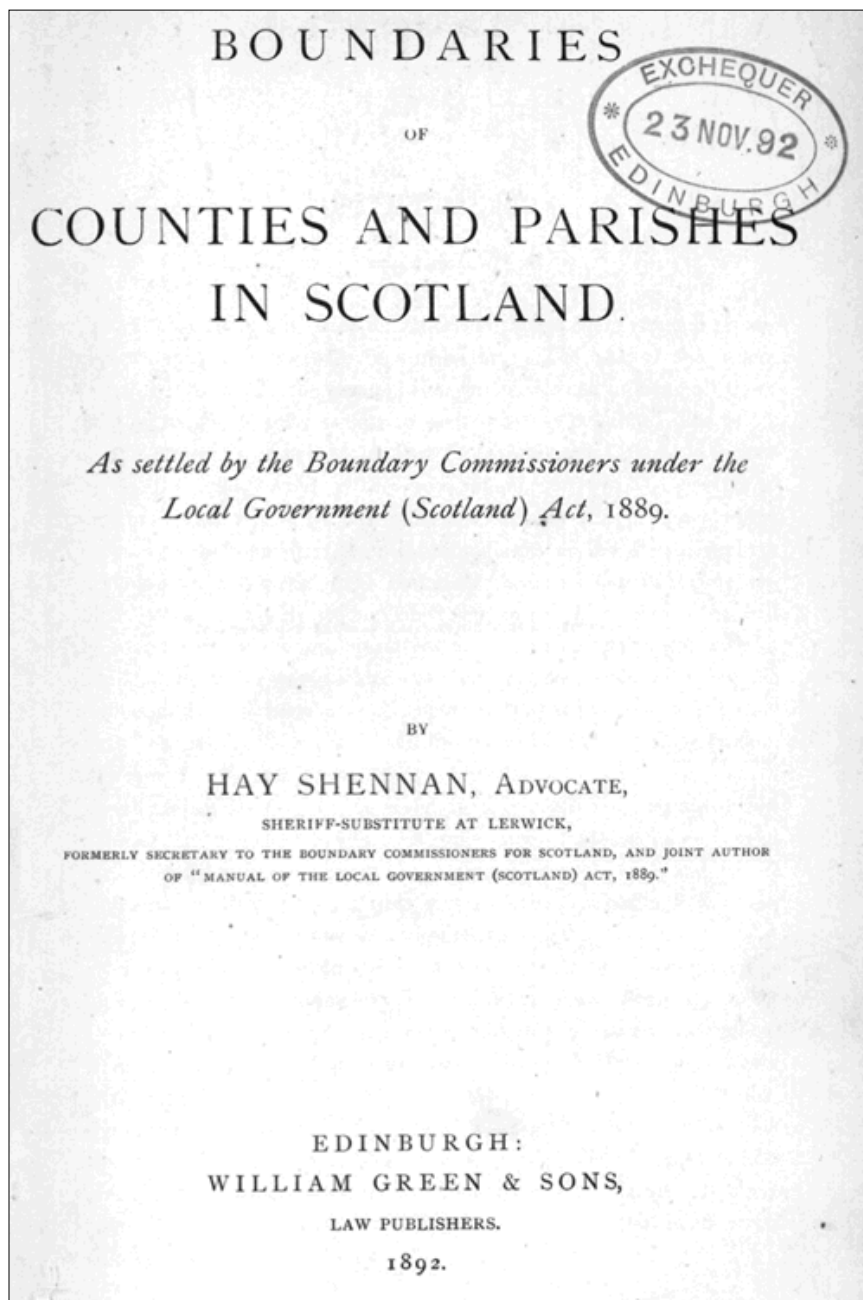 BOUNDARIES
OF
COUNTIES AND PARISHES
IN SCOTLAND.
EXCHEQUER
23 NOV. 92
EDINBURGH
As settled by the Boundary Commissioners under the
Local Government (Scotland) Act, 1889.
BY
HAY SHENNAN, ADVOCATE,
SHERIFF-SUBSTITUTE AT LERWICK,
FORMERLY SECRETARY TO THE BOUNDARY COMMISSIONERS FOR SCOTLAND, AND JOINT AUTHOR
OF "MANUAL OF THE LOCAL GOVERNMENT (SCOTLAND) ACT, 1889."
EDINBURGH:
WILLIAM GREEN & SONS,
LAW PUBLISHERS.
1892.